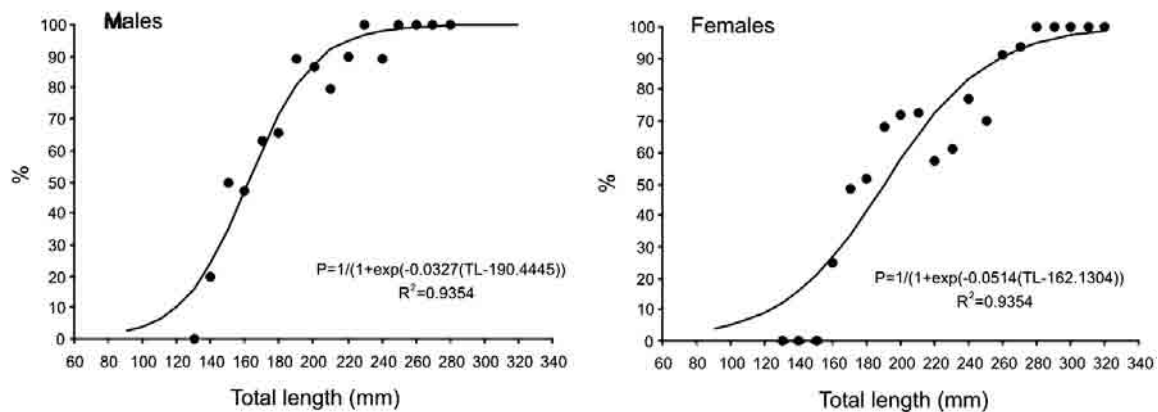 Males
100
90
80
70
60
50
40
30
20
10
0
%
P=1/(1+exp(-0.0327(TL-190.4445))
R²=0.9354
60 80 100 120 140 160 180 200 220 240 260 280 300 320 340
Total length (mm)
Females
100
90
80
70
60
50
40
30
20
10
0
%
P=1/(1+exp(-0.0514(TL-162.1304))
R²=0.9354
60 80 100 120 140 160 180 200 220 240 260 280 300 320 340
Total length (mm)